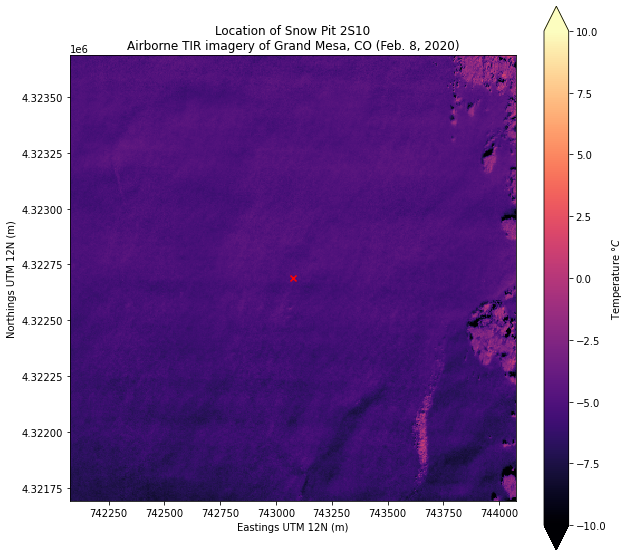 Location of Snow Pit 2S10
Airborne TIR imagery of Grand Mesa, CO (Feb. 8, 2020)
1e6
4.32350
4.32325
4.32300
4.32275
4.32250
4.32225
4.32200
4.32175
Northings UTM 12N (m)
742250 742500 742750 743000 743250 743500 743750 744000
Eastings UTM 12N (m)
10.0
7.5
5.0
2.5
0.0
−2.5
−5.0
−7.5
−10.0
Temperature °C